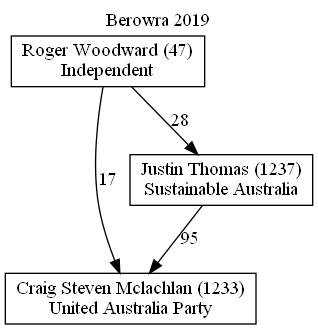 Berowra 2019
Roger Woodward (47)
Independent
28
17
Justin Thomas (1237)
Sustainable Australia
95
Craig Steven Mclachlan (1233)
United Australia Party